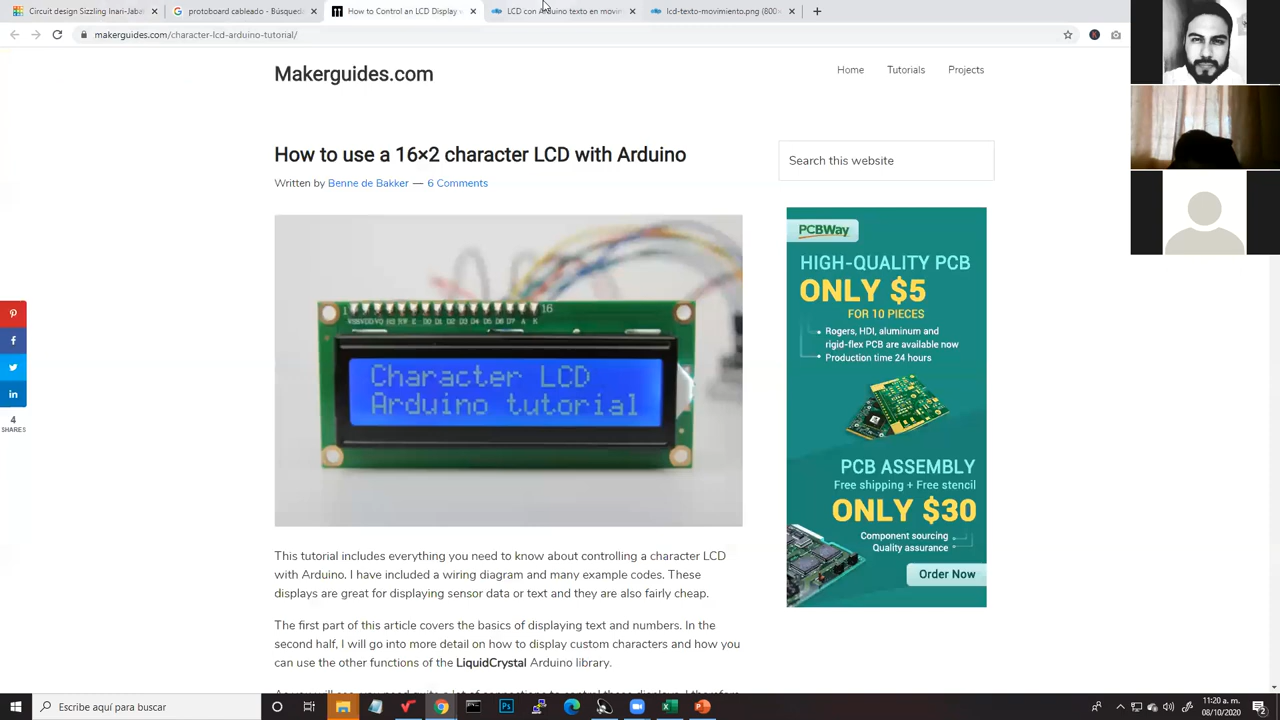 Circuit design Sizzling Inari-Jaba
protoboard cableado - Búsqued
How to Control an LCD Display
LCD con Arduino texto en movi
lcd-texto-movimiento.png (800
makerguides.com/character-lcd-arduino-tutorial/
Makerguides.com
Home
Tutorials
Projects
How to use a 16×2 character LCD with Arduino
Written by Benne de Bakker — 6 Comments
Search this website
1
16
Character LCD
Arduino tutorial
PCBWay
HIGH-QUALITY PCB
ONLY $5
FOR 10 PIECES
Rogers, HDI, aluminum and
rigid-flex PCB are available now
Production time 24 hours
PCB ASSEMBLY
Free shipping + Free stencil
ONLY $30
Component sourcing
Quality assurance
Order Now
4
SHARES
This tutorial includes everything you need to know about controlling a character LCD
with Arduino. I have included a wiring diagram and many example codes. These
displays are great for displaying sensor data or text and they are also fairly cheap.
The first part of this article covers the basics of displaying text and numbers. In the
second half, I will go into more detail on how to display custom characters and how you
can use the other functions of the LiquidCrystal Arduino library.
Escribe aquí para buscar
11:20 a. m.
08/10/2020
2